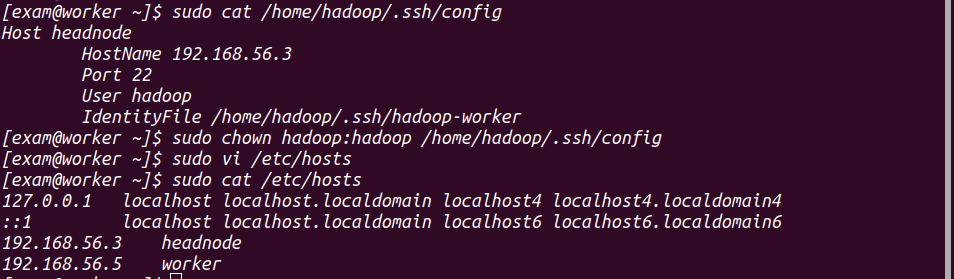 [exam@worker ~]$ sudo cat /home/hadoop/.ssh/config
Host headnode
        HostName 192.168.56.3
        Port 22
        User hadoop
        IdentityFile /home/hadoop/.ssh/hadoop-worker
[exam@worker ~]$ sudo chown hadoop:hadoop /home/hadoop/.ssh/config
[exam@worker ~]$ sudo vi /etc/hosts
[exam@worker ~]$ sudo cat /etc/hosts
127.0.0.1   localhost localhost.localdomain localhost4 localhost4.localdomain4
::1         localhost localhost.localdomain localhost6 localhost6.localdomain6
192.168.56.3    headnode
192.168.56.5    worker
[exam@worker ~]$